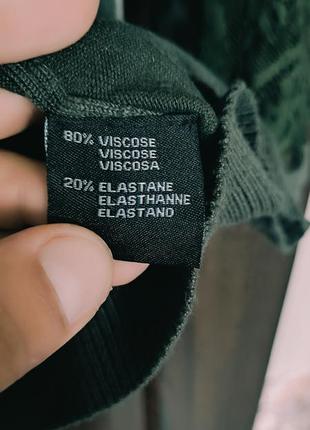 80% VISCOSE
VISCOSE
VISCOSA
20% ELASTANE
ELASTHANNE
ELASTANO